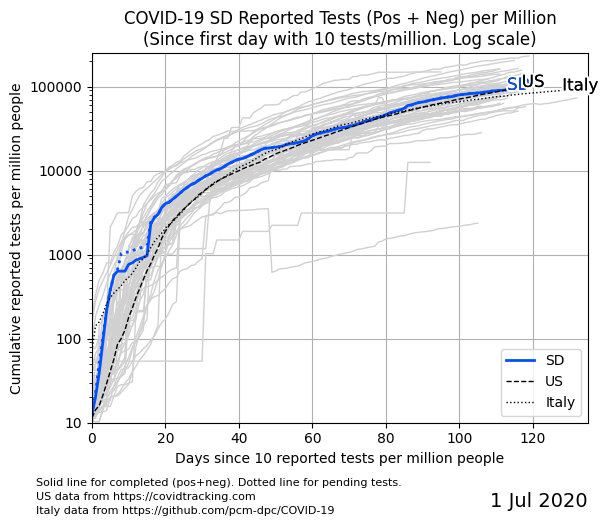 COVID-19 SD Reported Tests (Pos + Neg) per Million
(Since first day with 10 tests/million. Log scale)
Cumulative reported tests per million people
100000
10000
1000
100
10
SD
US
Italy
SD
US
Italy
0
20
40
60
80
100
120
Days since 10 reported tests per million people
Solid line for completed (pos+neg). Dotted line for pending tests.
US data from https://covidtracking.com
Italy data from https://github.com/pcm-dpc/COVID-19
1 Jul 2020